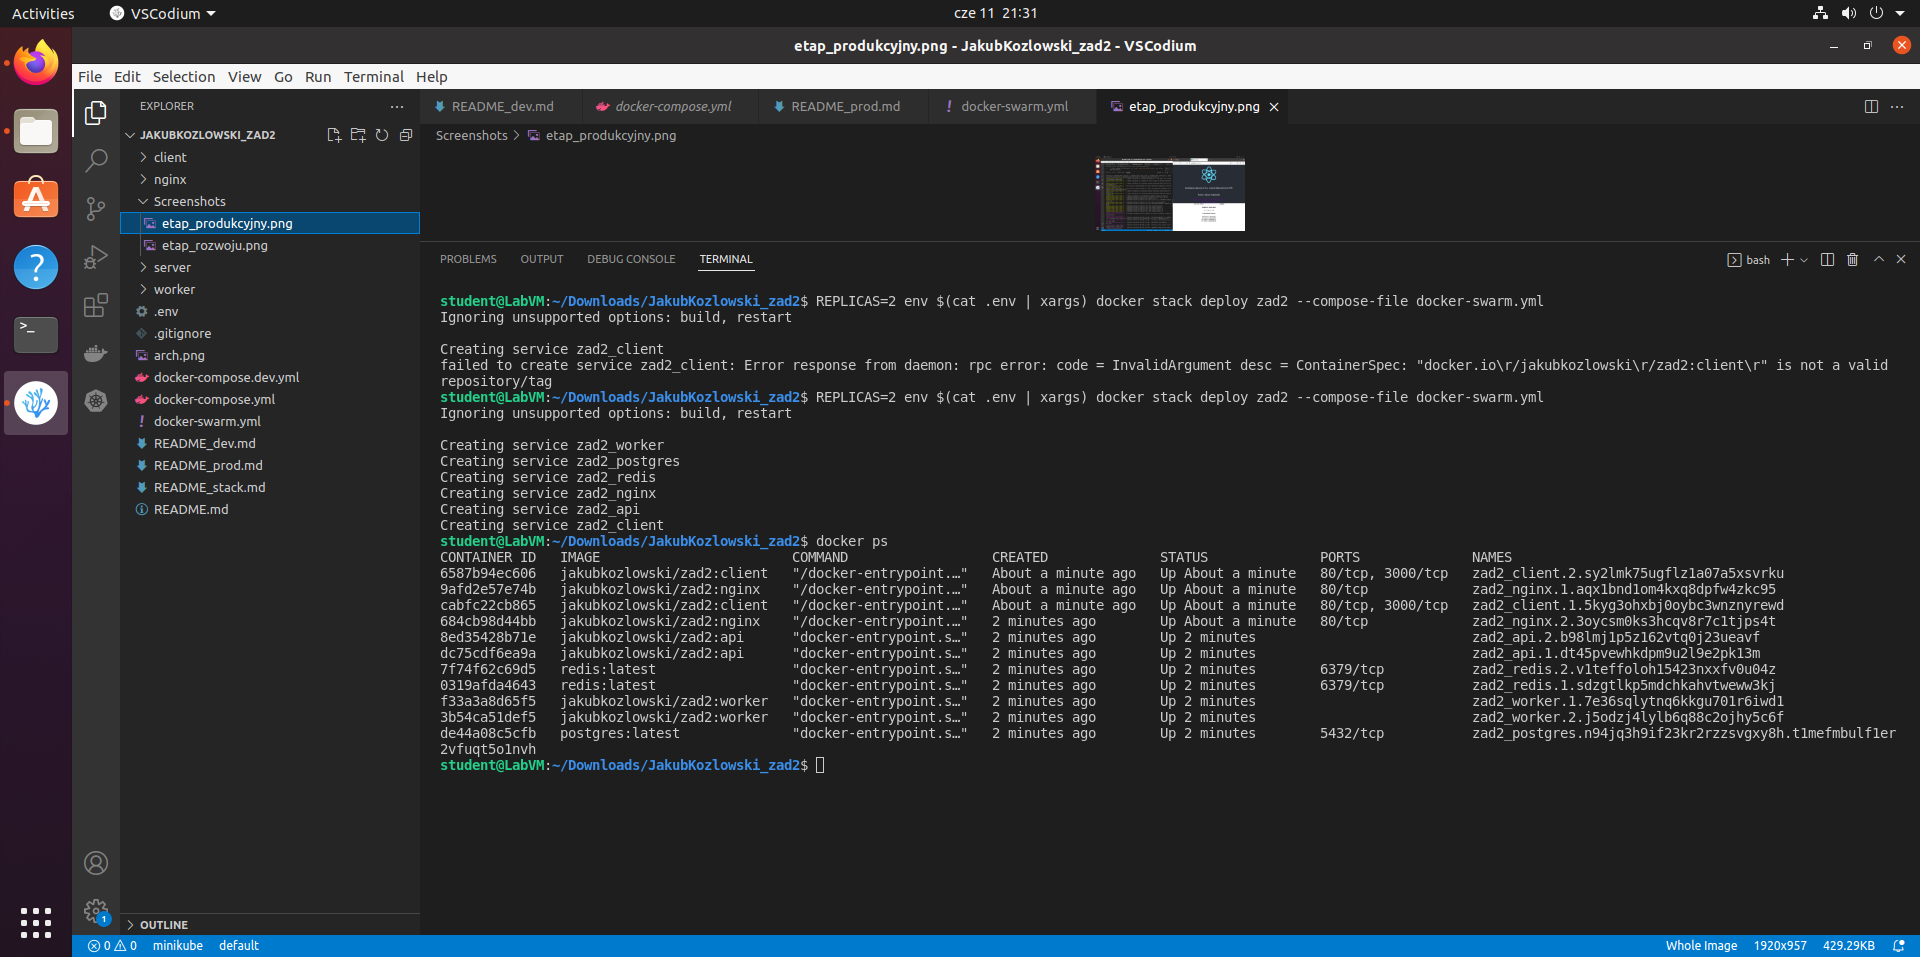 Activities
VSCodium
cze 11 21:31
etap_produkcyjny.png - JakubKozlowski_zad2 - VSCodium
File Edit Selection View Go Run Terminal Help
EXPLORER
JAKUBKOZLOWSKI_ZAD2
client
nginx
Screenshots
etap_produkcyjny.png
etap_rozwoju.png
server
worker
.env
.gitignore
arch.png
docker-compose.dev.yml
docker-compose.yml
docker-swarm.yml
README_dev.md
README_prod.md
README_stack.md
README.md
OUTLINE
README_dev.md docker-compose.yml README_prod.md docker-swarm.yml etap_produkcyjny.png
Screenshots > etap_produkcyjny.png
PROBLEMS OUTPUT DEBUG CONSOLE TERMINAL
bash
student@LabVM:~/Downloads/JakubKozlowski_zad2$ REPLICAS=2 env $(cat .env | xargs) docker stack deploy zad2 --compose-file docker-swarm.yml
Ignoring unsupported options: build, restart
Creating service zad2_client
failed to create service zad2_client: Error response from daemon: rpc error: code = InvalidArgument desc = ContainerSpec: "docker.io\r/jakubkozlowski\r/zad2:client\r" is not a valid
repository/tag
student@LabVM:~/Downloads/JakubKozlowski_zad2$ REPLICAS=2 env $(cat .env | xargs) docker stack deploy zad2 --compose-file docker-swarm.yml
Ignoring unsupported options: build, restart
Creating service zad2_worker
Creating service zad2_postgres
Creating service zad2_redis
Creating service zad2_nginx
Creating service zad2_api
Creating service zad2_client
student@LabVM:~/Downloads/JakubKozlowski_zad2$ docker ps
CONTAINER ID IMAGE COMMAND CREATED STATUS PORTS NAMES
6587b94ec606 jakubkozlowski/zad2:client "/docker-entrypoint.…" About a minute ago Up About a minute 80/tcp, 3000/tcp zad2_client.2.sy2lmk75ugflz1a07a5xsvrku
9afd2e57e74b jakubkozlowski/zad2:nginx "/docker-entrypoint.…" About a minute ago Up About a minute 80/tcp zad2_nginx.1.aqx1bnd1om4kxq8dpfw4zkc95
cabfc22cb865 jakubkozlowski/zad2:client "/docker-entrypoint.…" About a minute ago Up About a minute 80/tcp, 3000/tcp zad2_client.1.5kyg3ohxbj0oybc3wnznyrewd
684cb98d44bb jakubkozlowski/zad2:nginx "/docker-entrypoint.…" 2 minutes ago Up About a minute 80/tcp zad2_nginx.2.3oycsm0ks3hcqv8r7c1tjps4t
8ed35428b71e jakubkozlowski/zad2:api "docker-entrypoint.s…" 2 minutes ago Up 2 minutes zad2_api.2.b98lmj1p5z162vtq0j23ueavf
dc75cdf6ea9a jakubkozlowski/zad2:api "docker-entrypoint.s…" 2 minutes ago Up 2 minutes zad2_api.1.dt45pvewhkdpm9u2l9e2pk13m
7f74f62c69d5 redis:latest "docker-entrypoint.s…" 2 minutes ago Up 2 minutes 6379/tcp zad2_redis.2.v1teffoloh15423nxxfv0u04z
0319afda4643 redis:latest "docker-entrypoint.s…" 2 minutes ago Up 2 minutes 6379/tcp zad2_redis.1.sdzgtlkp5mdchkahvtweww3kj
f33a3a8d65f5 jakubkozlowski/zad2:worker "docker-entrypoint.s…" 2 minutes ago Up 2 minutes zad2_worker.1.7e36sqlytnq6kkgu701r6iwd1
3b54ca51def5 jakubkozlowski/zad2:worker "docker-entrypoint.s…" 2 minutes ago Up 2 minutes zad2_worker.2.j5odzj4lylb6q88c2ojhy5c6f
de44a08c5cfb postgres:latest "docker-entrypoint.s…" 2 minutes ago Up 2 minutes 5432/tcp zad2_postgres.n94jq3h9if23kr2rzzsvgxy8h.t1mefmbulf1er
2vfuqt5o1nvh
student@LabVM:~/Downloads/JakubKozlowski_zad2$
1
0 0 minikube default
Whole Image 1920x957 429.29KB